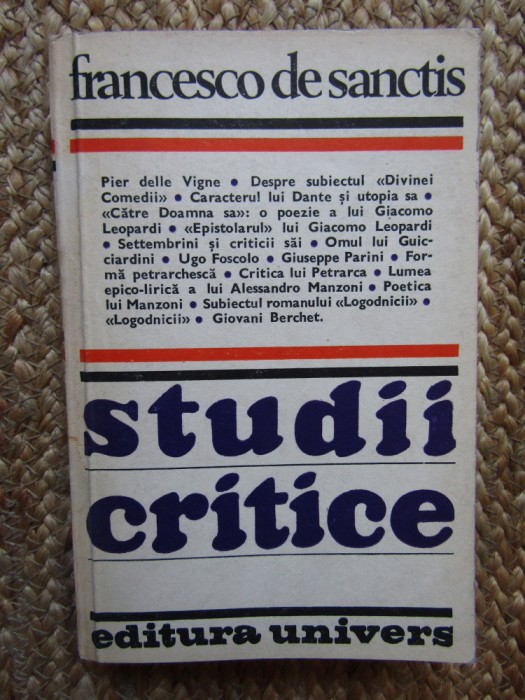 francesco de sanctis
Pier delle Vigne • Despre subiectul «Divinei
Comedii» • Caracterul lui Dante și utopia sa •
«Către Doamna sa»: o poezie a lui Giacomo
Leopardi • «Epistolarul» lui Giacomo Leopardi
• Settembrini și criticii săi • Omul lui Guic-
ciardini • Ugo Foscolo • Giuseppe Parini • For-
mă petrarchescă • Critica lui Petrarca • Lumea
epico-lirică a lui Alessandro Manzoni • Poetica
lui Manzoni • Subiectul romanului «Logodnicii» •
«Logodnicii» • Giovani Berchet.
studii
critice
editura univers